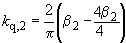 k_{q,2} = \frac{2}{\pi}\left(\beta_2 - \frac{4\beta_2}{4}\right)